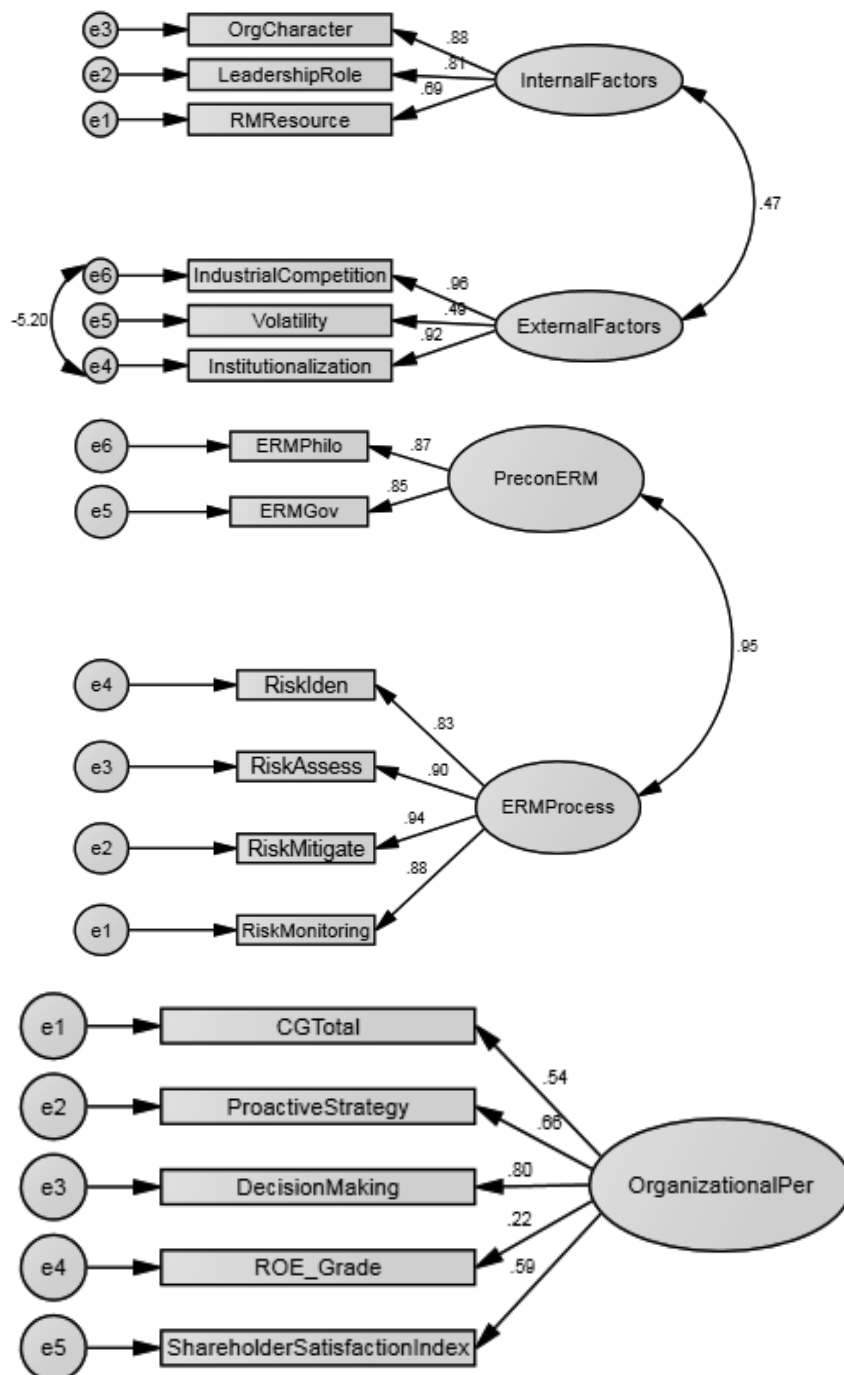 e3
OrgCharacter
.88
e2
LeadershipRole
.81
InternalFactors
e1
RMResource
.69
.47
e6
IndustrialCompetition
.96
-5.20
e5
Volatility
.49
ExternalFactors
e4
Institutionalization
.92
e6
ERMPhilo
.87
PreconERM
e5
ERMGov
.85
.95
e4
RiskIden
.83
e3
RiskAssess
.90
ERMProcess
e2
RiskMitigate
.94
e1
RiskMonitoring
.88
e1
CGTotal
.54
e2
ProactiveStrategy
.66
e3
DecisionMaking
.80
OrganizationalPer
e4
ROE_Grade
.22
e5
ShareholderSatisfactionIndex
.59